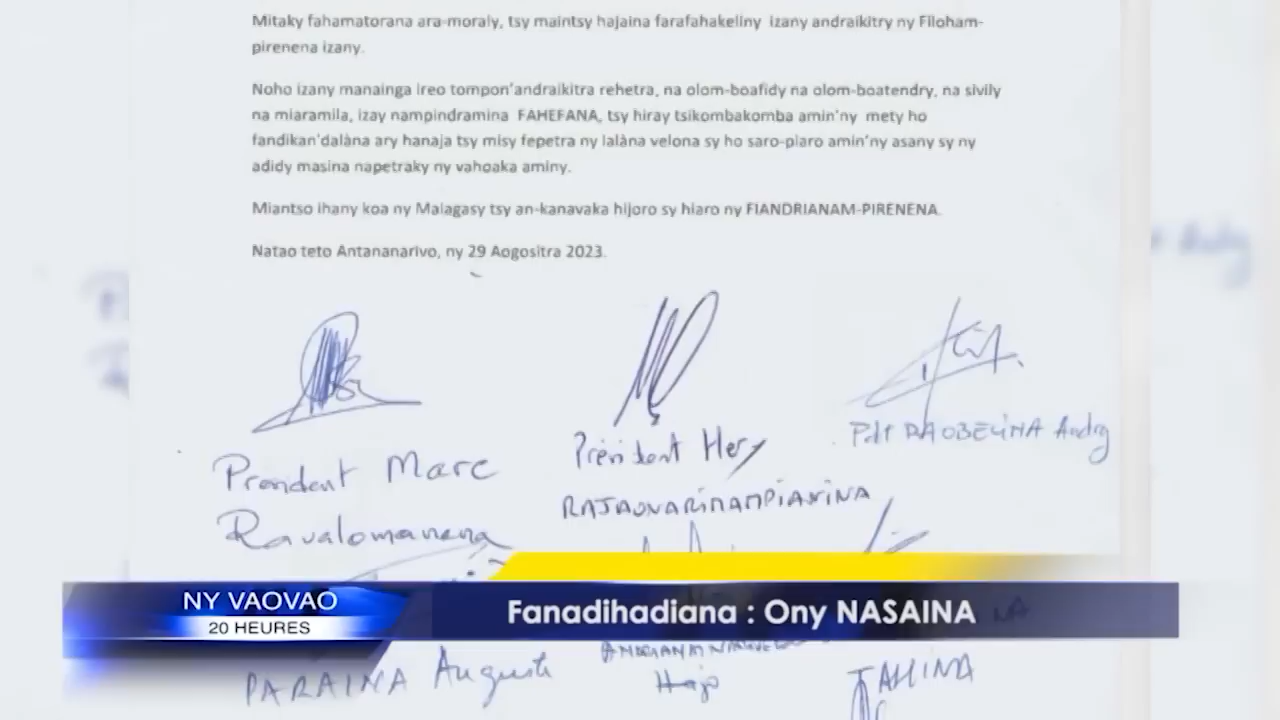 Mitaky fahamatorana ara-moraly, tsy maintsy hajaina farafahakeliny izany andraikitry ny Filoham-
pirenena izany.
Noho izany manainga ireo tompon'andraikitra rehetra, na olom-boafidy na olom-boatendry, na sivily
na miaramila, izay nampindramina FAHEFANA, tsy hiray tsikombakomba amin'ny mety ho
fandikan'dalàna ary hanaja tsy misy fepetra ny lalàna velona sy ho saro-piaro amin'ny asany sy ny
adidy masina napetraky ny vahoaka aminy.
Miantso ihany koa ny Malagasy tsy an-kanavaka hijoro sy hiaro ny FIANDRIANAM-PIRENENA.
Natao teto Antananarivo, ny 29 Aogositra 2023.
President Marc
Ravalomanana
Président Hery
RAJAONARIMAMPIANINA
Pdt RAOBELINA Andry
PARAINA Auguste
Hajo
TAHINA
NY VAOVAO
20 HEURES
Fanadihadiana : Ony NASAINA